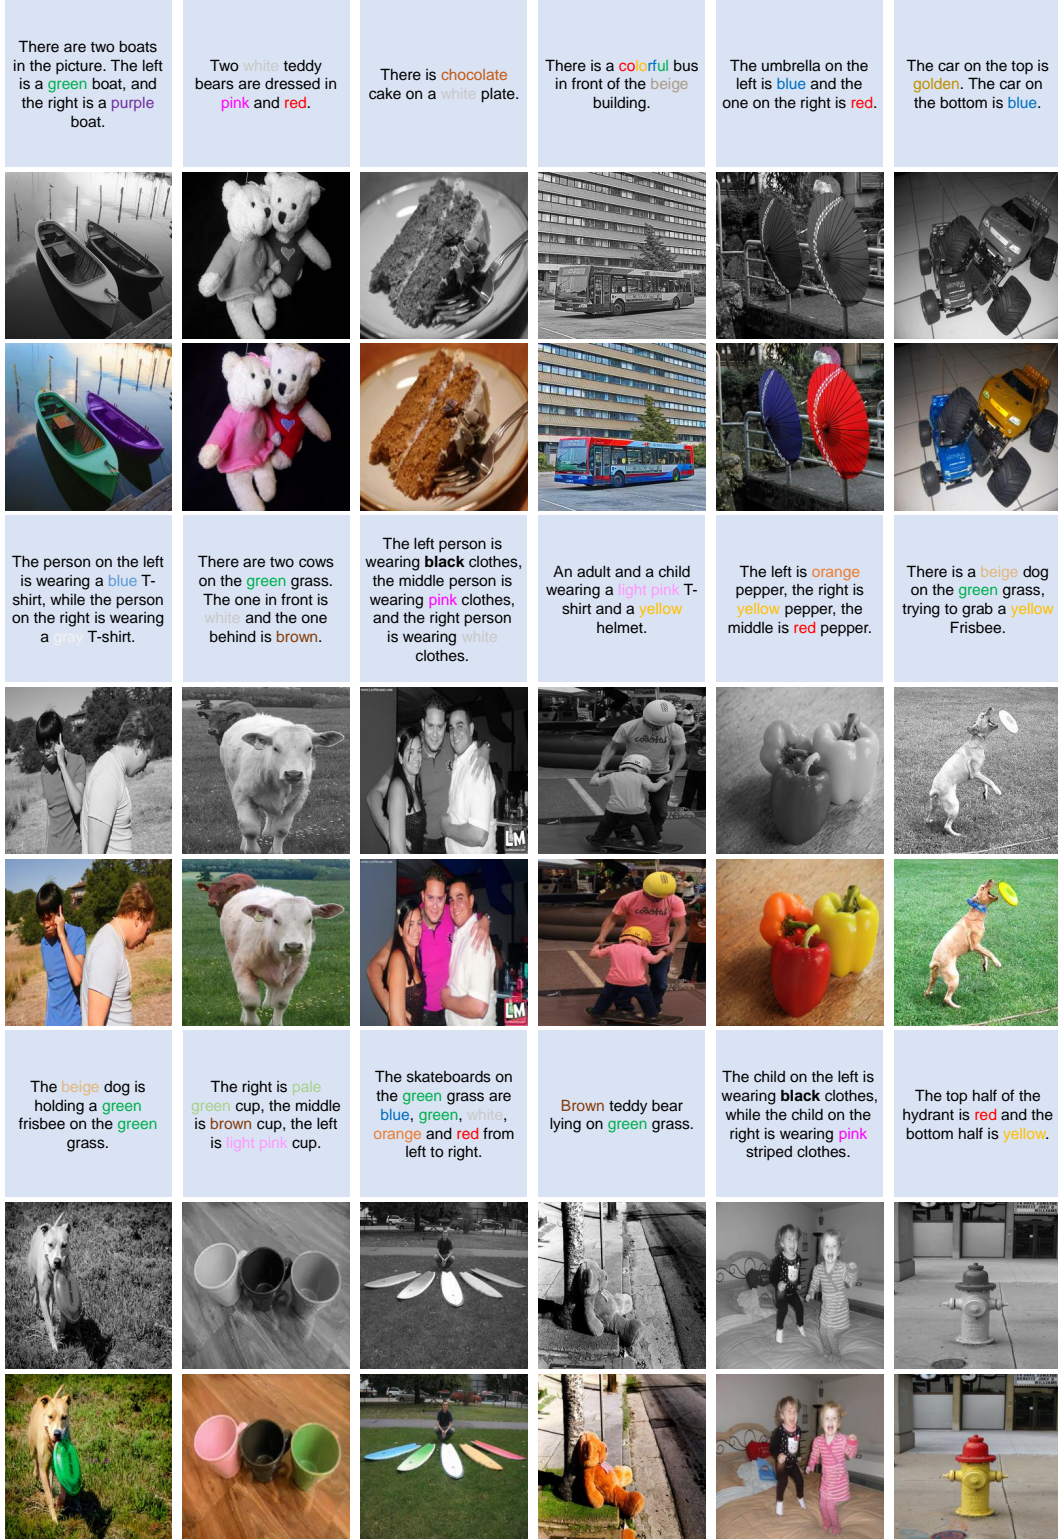 There are two boats
in the picture. The left
is a green boat, and
the right is a purple
boat.
Two white teddy
bears are dressed in
pink and red.
There is chocolate
cake on a white plate.
There is a colorful bus
in front of the beige
building.
The umbrella on the
left is blue and the
one on the right is red.
The car on the top is
golden. The car on
the bottom is blue.
The person on the left
is wearing a blue T-
shirt, while the person
on the right is wearing
a gray T-shirt.
There are two cows
on the green grass.
The one in front is
white and the one
behind is brown.
The left person is
wearing black clothes,
the middle person is
wearing pink clothes,
and the right person
is wearing white
clothes.
An adult and a child
wearing a light pink T-
shirt and a yellow
helmet.
The left is orange
pepper, the right is
yellow pepper, the
middle is red pepper.
There is a beige dog
on the green grass,
trying to grab a yellow
Frisbee.
LM
LM
The beige dog is
holding a green
frisbee on the green
grass.
The right is pale
green cup, the middle
is brown cup, the left
is light pink cup.
The skateboards on
the green grass are
blue, green, white,
orange and red from
left to right.
Brown teddy bear
lying on green grass.
The child on the left is
wearing black clothes,
while the child on the
right is wearing pink
striped clothes.
The top half of the
hydrant is red and the
bottom half is yellow.